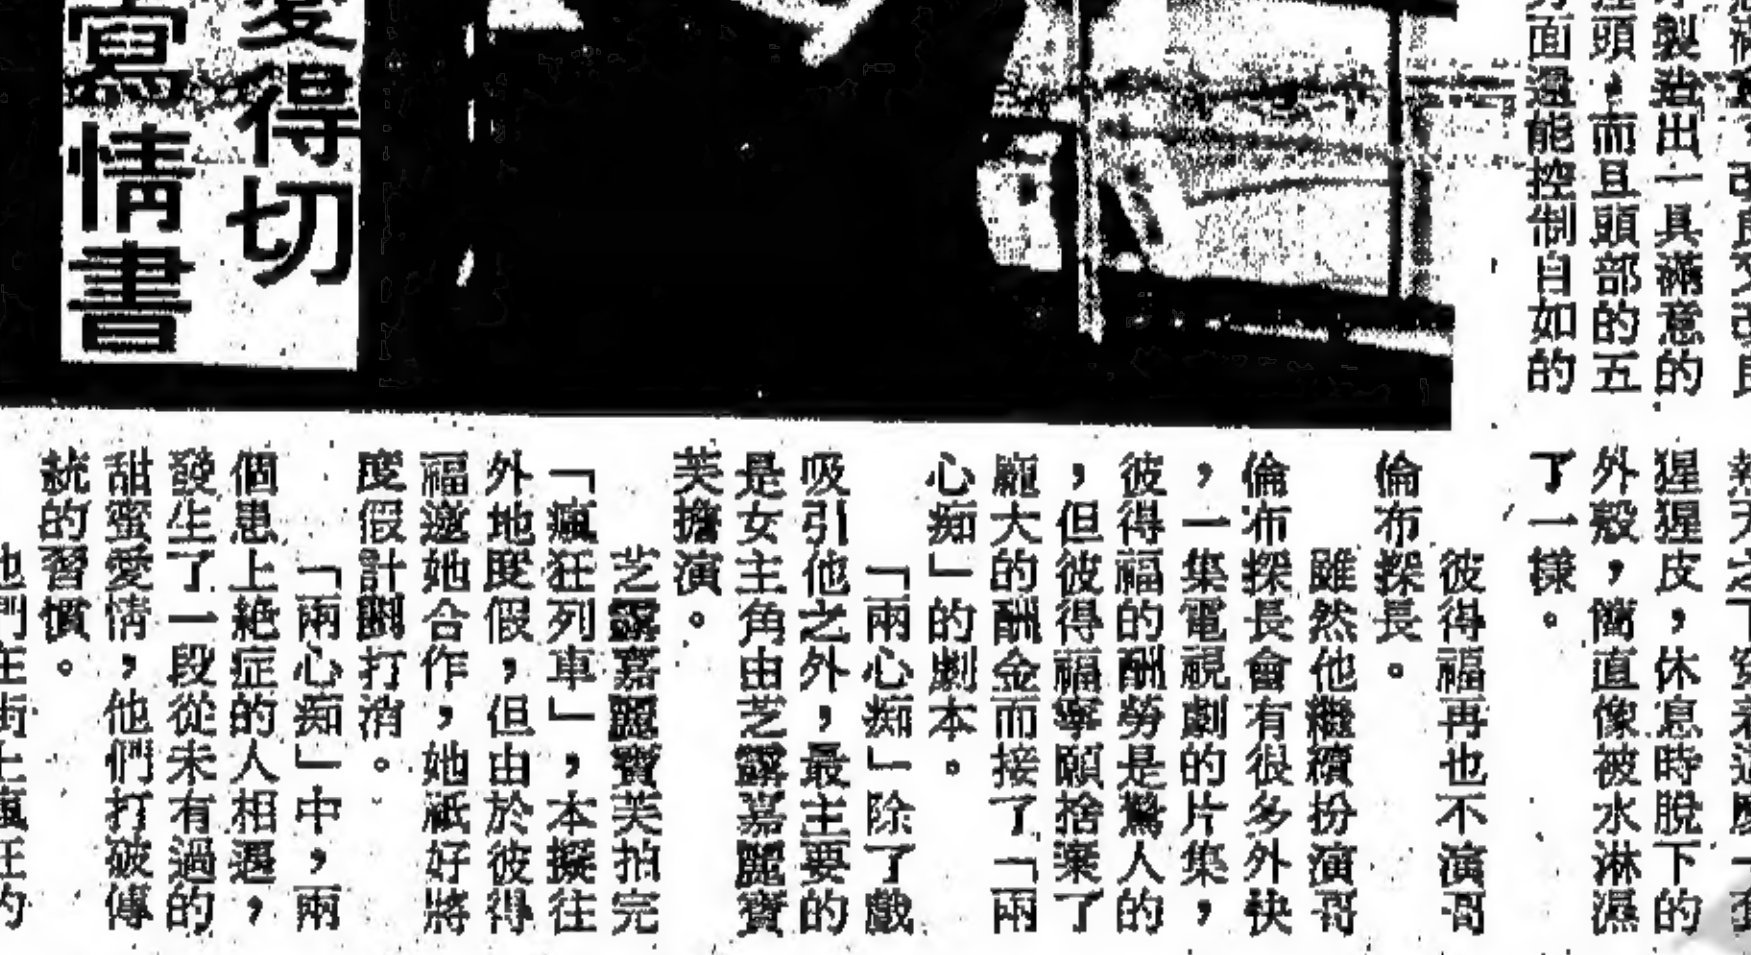 愛得切
寫情書
製造出一具滿意的
頭,而且頭部的五
面還能控制自如的
猩猩皮,休息時脫下的
外殼,簡直像被水淋濕
了一樣。
彼得福再也不演哥
倫布探長。
雖然他繼續扮演哥
倫布探長會有很多外快
,一集電視劇的片集,
彼得福的酬勞是驚人的
,但彼得福寧願捨棄了
龐大的酬金而接了「兩
心痴」的劇本。
「兩心痴」除了戲
吸引他之外,最主要的
是女主角由芝露嘉麗寶
芙擔演。
芝露嘉麗寶芙拍完
「瘋狂列車」,本擬往
外地度假,但由於彼得
福邀她合作,她祇好將
度假計劃打消。
「兩心痴」中,兩
個患上絕症的人相遇,
發生了一段從未有過的
甜蜜愛情,他們打破傳
統的習慣。